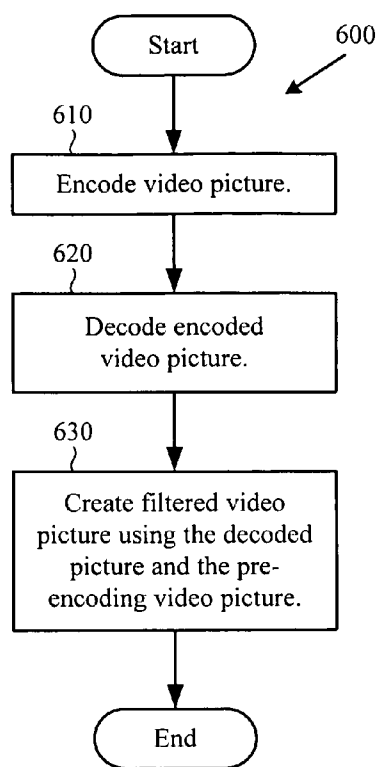 Start
600
610
Encode video picture.
620
Decode encoded
video picture.
630
Create filtered video
picture using the decoded
picture and the pre-
encoding video picture.
End